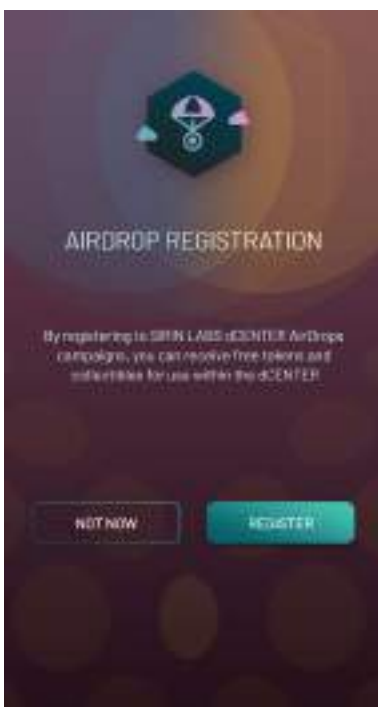 AIRDROP REGISTRATION
By registering to SIRIN LABS dCENTER AirDrops
campaigns, you can receive free tokens and
collectibles for use within the dCENTER
NOT NOW
REGISTER